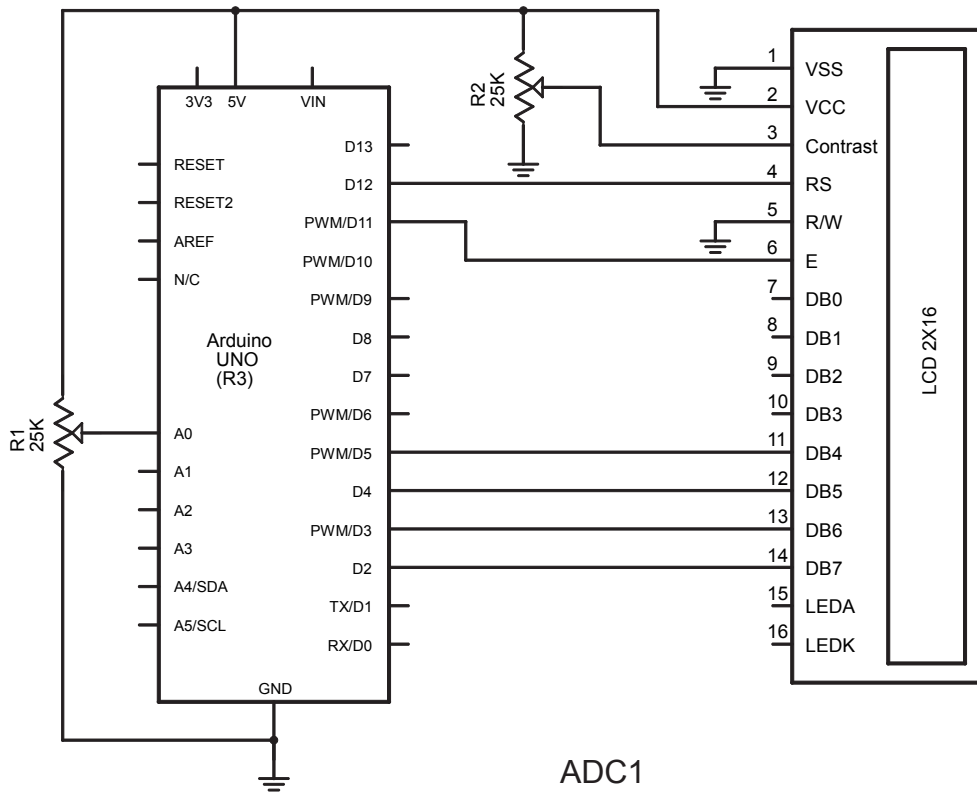 3V3
5V
VIN
RESET
RESET2
AREF
N/C
Arduino
UNO
(R3)
A0
A1
A2
A3
A4/SDA
A5/SCL
D13
D12
PWM/D11
PWM/D10
PWM/D9
D8
D7
PWM/D6
PWM/D5
D4
PWM/D3
D2
TX/D1
RX/D0
GND
R1
25K
R2
25K
1 VSS
2 VCC
3 Contrast
4 RS
5 R/W
6 E
7 DB0
8 DB1
9 DB2
10 DB3
11 DB4
12 DB5
13 DB6
14 DB7
15 LEDA
16 LEDK
LCD 2X16
ADC1